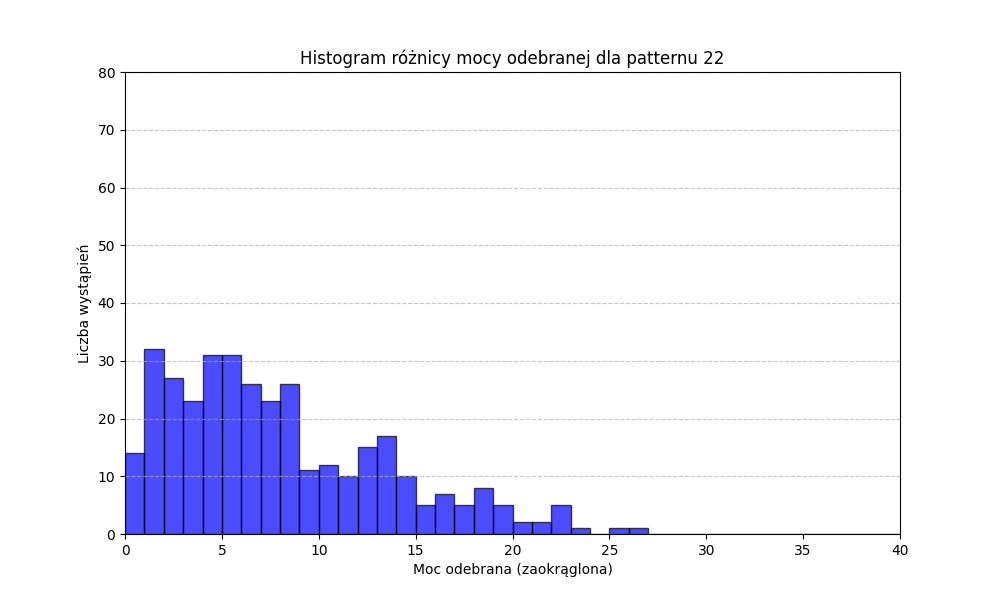 Histogram różnicy mocy odebranej dla patternu 22
80
70
60
50
40
30
20
10
0
Liczba wystąpień
0 5 10 15 20 25 30 35 40
Moc odebrana (zaokrąglona)